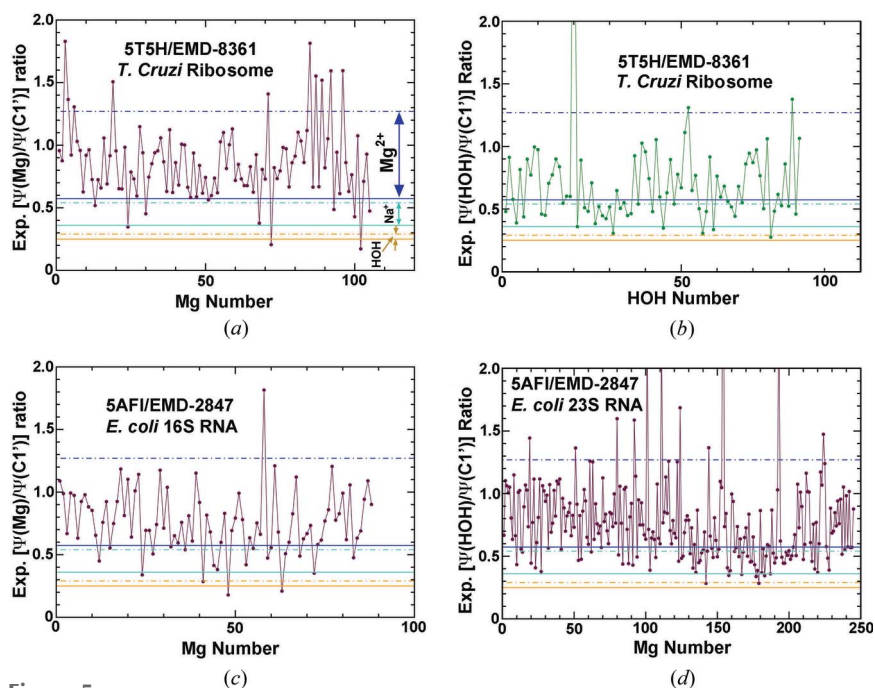 5T5H/EMD-8361
T. Cruzi Ribosome
Exp. [Ψ(Mg)/Ψ(C1')] ratio
2.0
1.5
1.0
0.5
0
Mg²⁺
Na⁺
HOH
0 50 100
Mg Number
(a)
5T5H/EMD-8361
T. Cruzi Ribosome
Exp. [Ψ(HOH)/Ψ(C1')] Ratio
2.0
1.5
1.0
0.5
0
0 50 100
HOH Number
(b)
5AFI/EMD-2847
E. coli 16S RNA
Exp. [Ψ(Mg)/Ψ(C1')] ratio
2.0
1.5
1.0
0.5
0
0 50 100
Mg Number
(c)
5AFI/EMD-2847
E. coli 23S RNA
Exp. [Ψ(HOH)/Ψ(C1')] Ratio
2.0
1.5
1.0
0.5
0
0 50 100 150 200 250
Mg Number
(d)